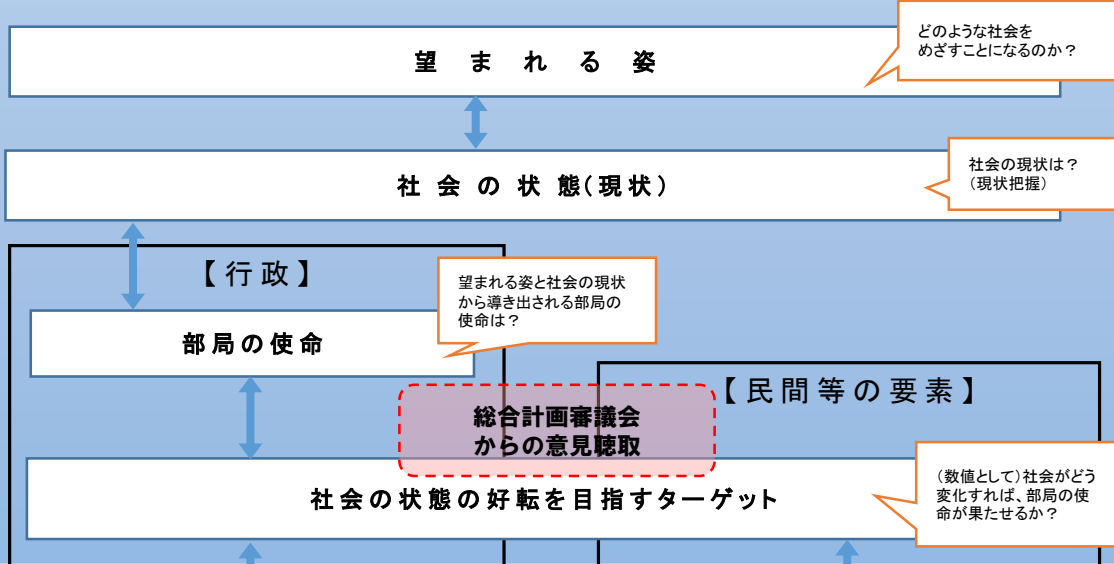 どのような社会を
めざすことになるのか？
望まれる姿
社会の現状は？
（現状把握）
社会の状態(現状)
【行政】
望まれる姿と社会の現状
から導き出される部局の
使命は？
部局の使命
【民間等の要素】
総合計画審議会
からの意見聴取
（数値として）社会がどう
変化すれば、部局の使
命が果たせるか？
社会の状態の好転を目指すターゲット